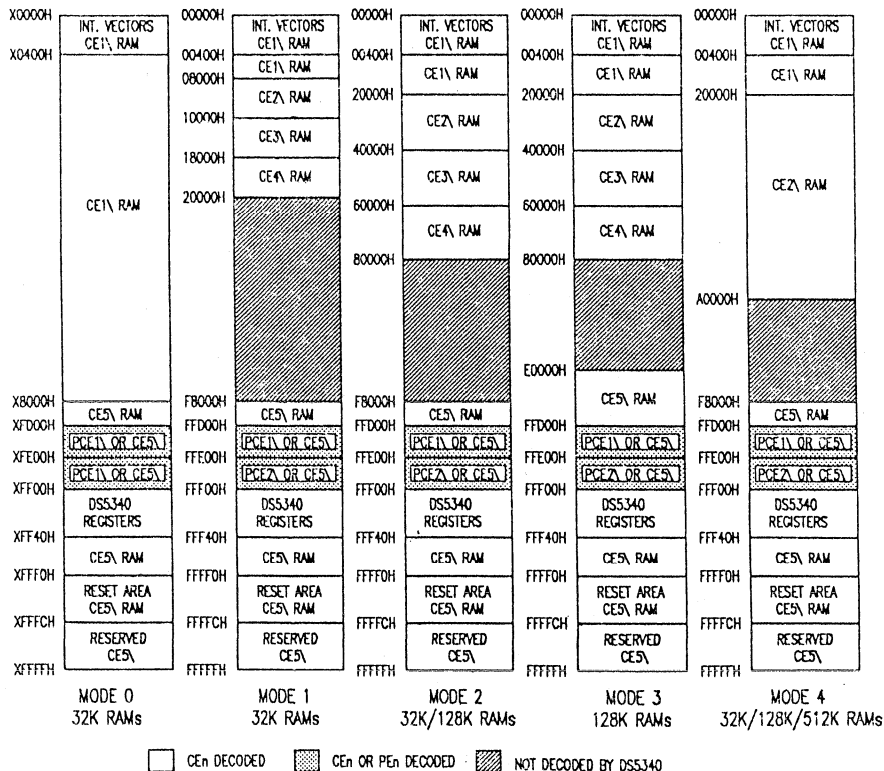 X0000H
INT. VECTORS
CE1\ RAM
X0400H
CE1\ RAM
X8000H
CE5\ RAM
XFD00H
PCE1\ OR CE5\
XFE00H
PCE1\ OR CE5\
XFF00H
DS5340
REGISTERS
XFF40H
CE5\ RAM
XFFF0H
RESET AREA
CE5\ RAM
XFFFCH
RESERVED
CE5\
XFFFFH
MODE 0
32K RAMs
00000H
INT. VECTORS
CE1\ RAM
00400H
CE1\ RAM
08000H
CE2\ RAM
10000H
CE3\ RAM
18000H
CE4\ RAM
20000H
F8000H
CE5\ RAM
FFD00H
PCE1\ OR CE5\
FFE00H
PCE2\ OR CE5\
FFF00H
DS5340
REGISTERS
FFF40H
CE5\ RAM
FFFF0H
RESET AREA
CE5\ RAM
FFFFCH
RESERVED
CE5\
FFFFFH
MODE 1
32K RAMs
00000H
INT. VECTORS
CE1\ RAM
00400H
CE1\ RAM
20000H
CE2\ RAM
40000H
CE3\ RAM
60000H
CE4\ RAM
80000H
F8000H
CE5\ RAM
FFD00H
PCE1\ OR CE5\
FFE00H
PCE2\ OR CE5\
FFF00H
DS5340
REGISTERS
FFF40H
CE5\ RAM
FFFF0H
RESET AREA
CE5\ RAM
FFFFCH
RESERVED
CE5\
FFFFFH
MODE 2
32K/128K RAMs
00000H
INT. VECTORS
CE1\ RAM
00400H
CE1\ RAM
20000H
CE2\ RAM
40000H
CE3\ RAM
60000H
CE4\ RAM
80000H
E0000H
CE5\ RAM
FFD00H
PCE1\ OR CE5\
FFE00H
PCE2\ OR CE5\
FFF00H
DS5340
REGISTERS
FFF40H
CE5\ RAM
FFFF0H
RESET AREA
CE5\ RAM
FFFFCH
RESERVED
CE5\
FFFFFH
MODE 3
128K RAMs
00000H
INT. VECTORS
CE1\ RAM
00400H
CE1\ RAM
20000H
CE2\ RAM
A0000H
F8000H
CE5\ RAM
FFD00H
PCE1\ OR CE5\
FFE00H
PCE2\ OR CE5\
FFF00H
DS5340
REGISTERS
FFF40H
CE5\ RAM
FFFF0H
RESET AREA
CE5\ RAM
FFFFCH
RESERVED
CE5\
FFFFFH
MODE 4
32K/128K/512K RAMs
CEn DECODED
CEn OR PEn DECODED
NOT DECODED BY DS5340